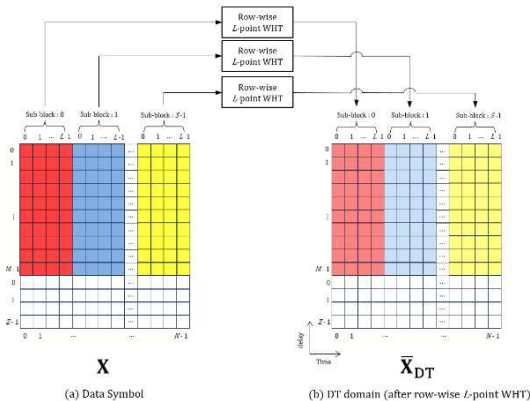 Row-wise
L-point WHT
Row-wise
L-point WHT
Row-wise
L-point WHT
Sub block : 0
Sub block : 1
Sub-block : S-1
Sub-block : 0
Sub-block : 1
Sub-block : S-1
0 1 ... L-1 0 1 ... L-1 ... 0 1 ... L-1
0 1 ... L-1 0 1 ... L-1 ... 0 1 ... L-1
0
1
⋮
M-1
0
⋮
Z-1
0 1 ... ... N-1
0
1
⋮
M-1
0
⋮
Z-1
0 1 ... ... N-1
delay
Time
X
X̄DT
(a) Data Symbol
(b) DT domain (after row-wise L-point WHT)